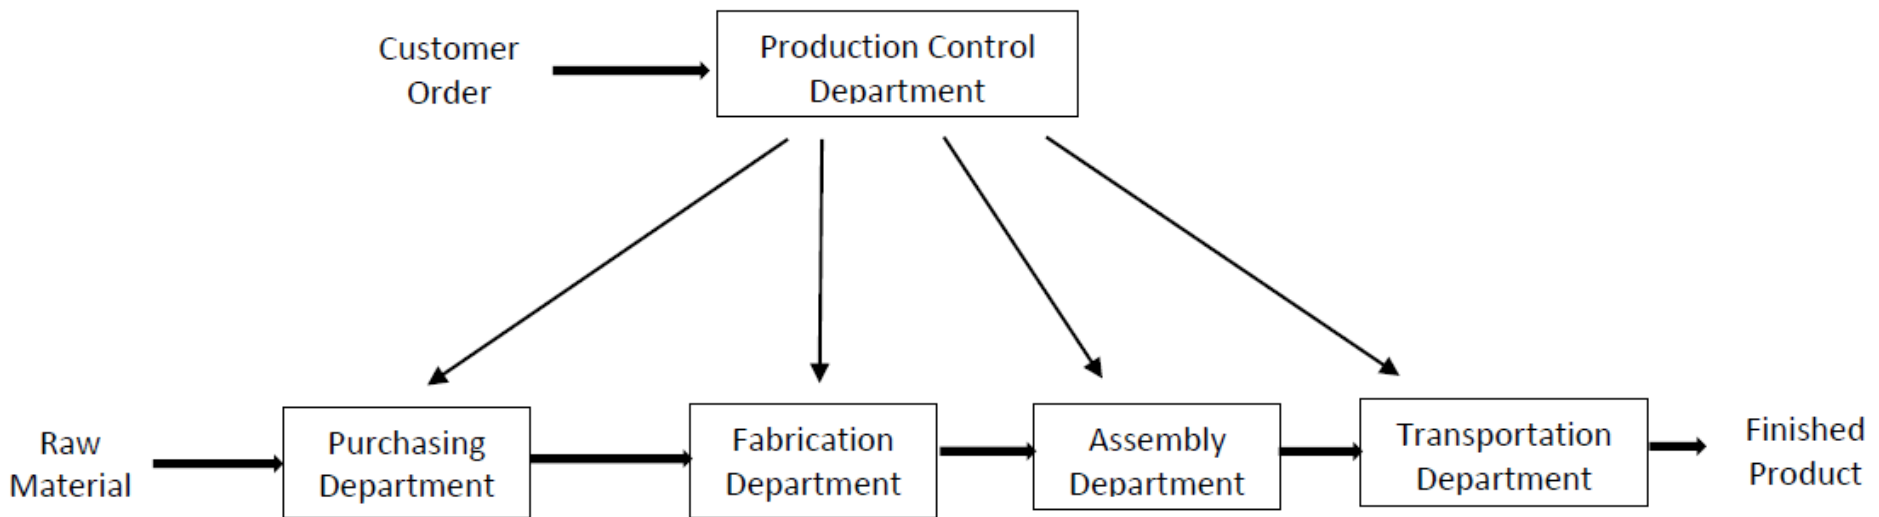 Customer
Order
Production Control
Department
Raw
Material
Purchasing
Department
Fabrication
Department
Assembly
Department
Transportation
Department
Finished
Product